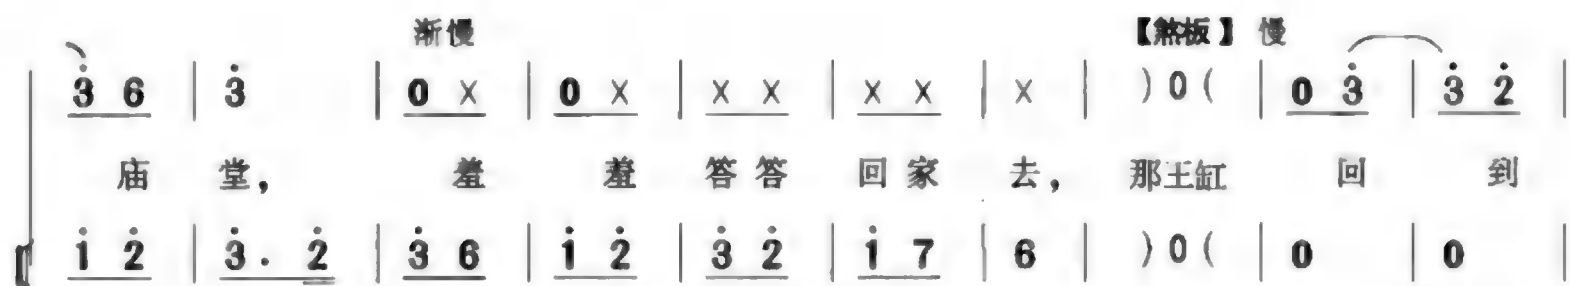 渐慢 【煞板】慢
3̇ 6 | 3̇ | 0 X | 0 X | X X | X X | X | )0( | 0 3̇ | 3̇ 2̇ |
庙 堂, 羞 羞 答 答 回 家 去, 那王缸 回 到
1̇ 2̇ | 3̇ · 2̇ | 3̇ 6 | 1̇ 2̇ | 3̇ 2̇ | 1̇ 7 | 6 | )0( | 0 | 0 |